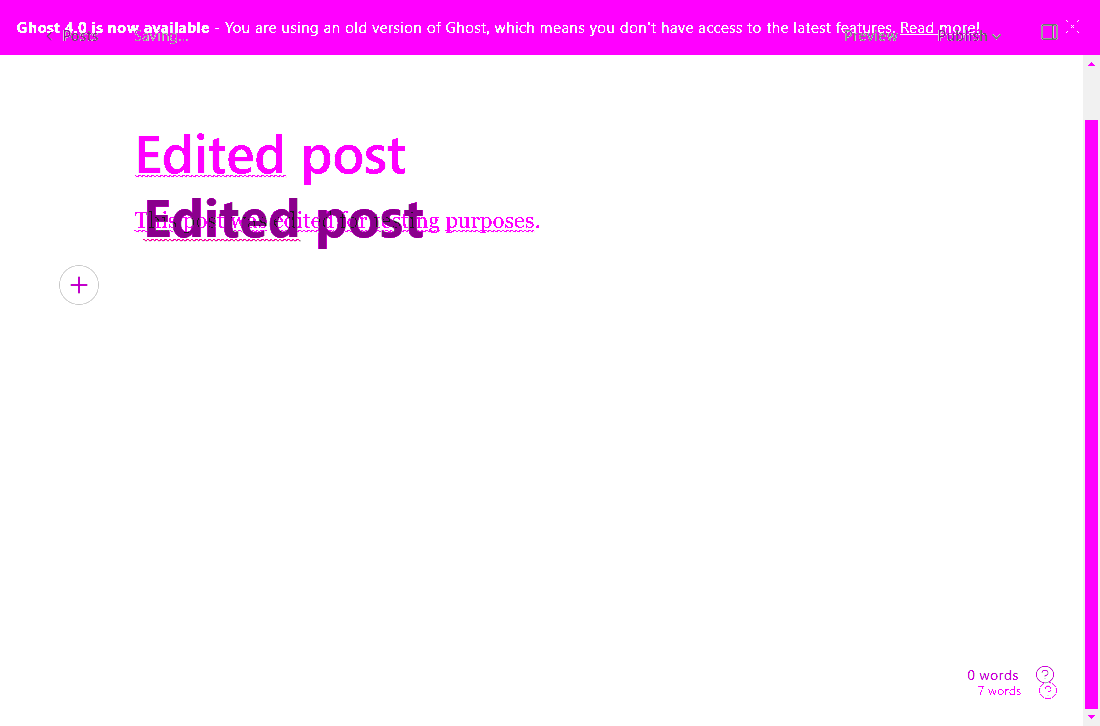 Ghost 4.0 is now available - You are using an old version of Ghost, which means you don't have access to the latest features. Read more!
Posts Saving... Preview Publish
Edited post
Edited post
This post was edited for testing purposes.
0 words
7 words